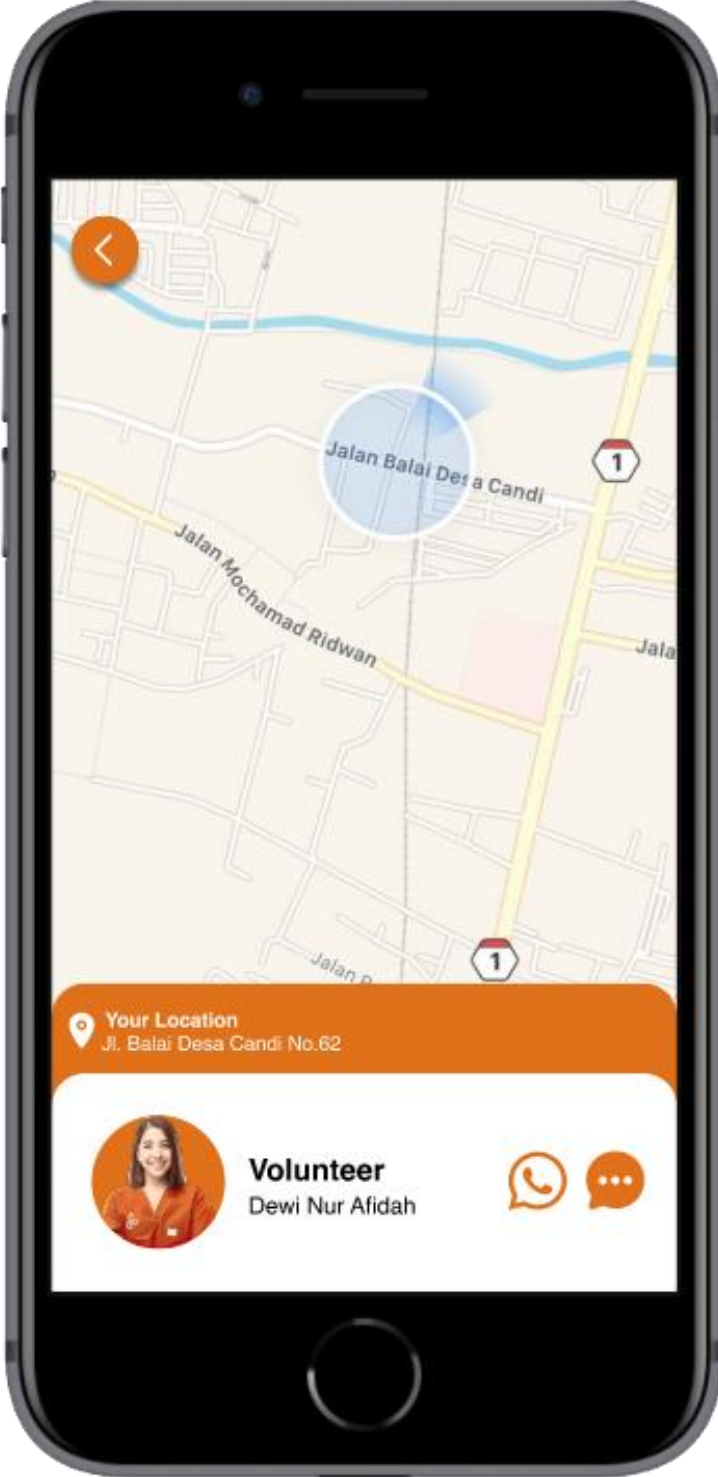 Jalan Balai Desa Candi
1
Jalan Mochamad Ridwan
Jala
Jalan
1
Your Location
Jl. Balai Desa Candi No.62
Volunteer
Dewi Nur Afidah